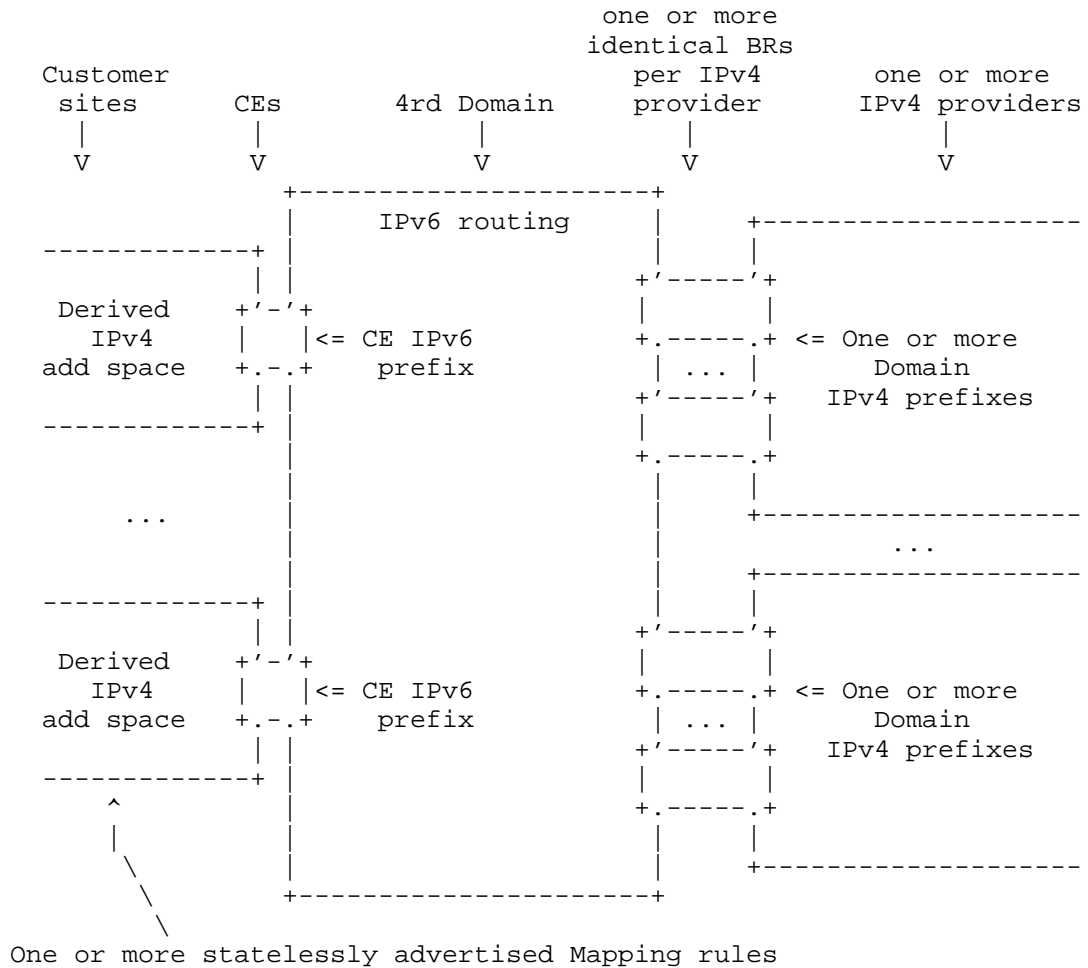 one or more
identical BRs
Customer per IPv4 one or more
sites CEs 4rd Domain provider IPv4 providers
| | | | |
V V V V V
IPv6 routing
Derived
IPv4 <= CE IPv6 <= One or more
add space prefix ... Domain
IPv4 prefixes
... ...
Derived
IPv4 <= CE IPv6 <= One or more
add space prefix ... Domain
IPv4 prefixes
^
One or more statelessly advertised Mapping rules